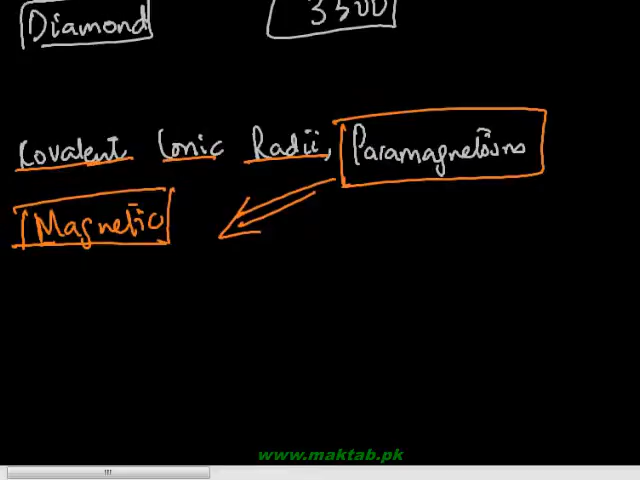 Diamond 3500
Covalent Ionic Radii, Paramagnetism
Magnetic
www.maktab.pk